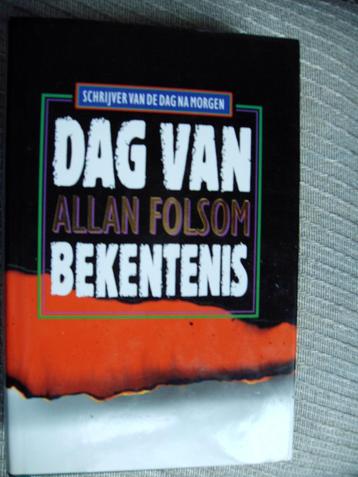 SCHRIJVER VAN DE DAG NA MORGEN
DAG VAN
ALLAN FOLSOM
BEKENTENIS